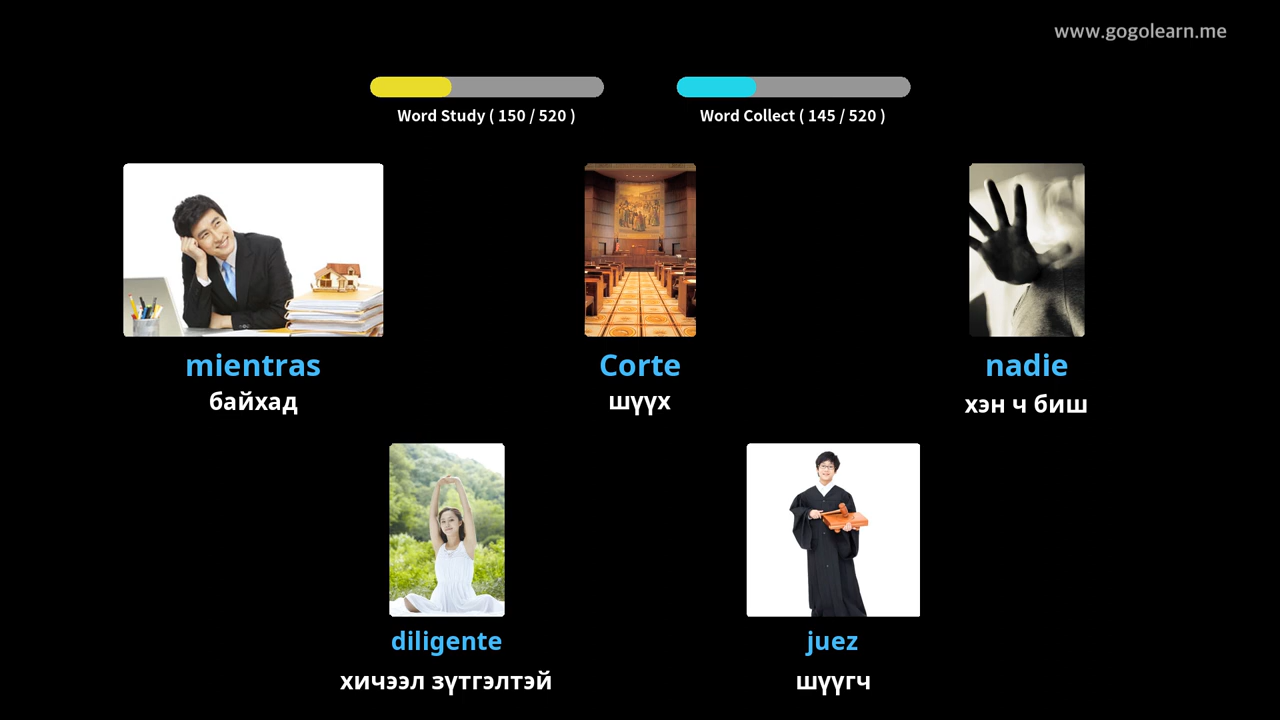 www.gogolearn.me
Word Study ( 150 / 520 )
Word Collect ( 145 / 520 )
mientras
байхад
Corte
шүүх
nadie
хэн ч биш
diligente
хичээл зүтгэлтэй
juez
шүүгч